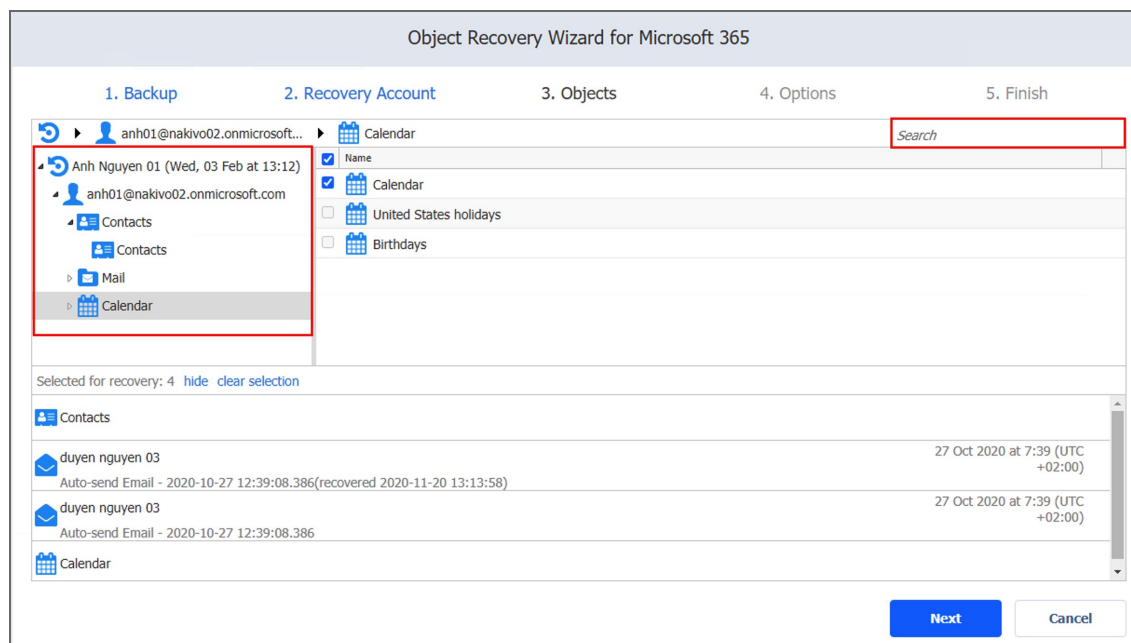 Object Recovery Wizard for Microsoft 365
1. Backup 2. Recovery Account 3. Objects 4. Options 5. Finish
anh01@nakivo02.onmicrosoft... Calendar Search
Anh Nguyen 01 (Wed, 03 Feb at 13:12)
anh01@nakivo02.onmicrosoft.com
Contacts
Contacts
Mail
Calendar
Name
Calendar
United States holidays
Birthdays
Selected for recovery: 4 hide clear selection
Contacts
duyen nguyen 03
27 Oct 2020 at 7:39 (UTC
+02:00)
Auto-send Email - 2020-10-27 12:39:08.386(recovered 2020-11-20 13:13:58)
duyen nguyen 03
27 Oct 2020 at 7:39 (UTC
+02:00)
Auto-send Email - 2020-10-27 12:39:08.386
Calendar
Next Cancel